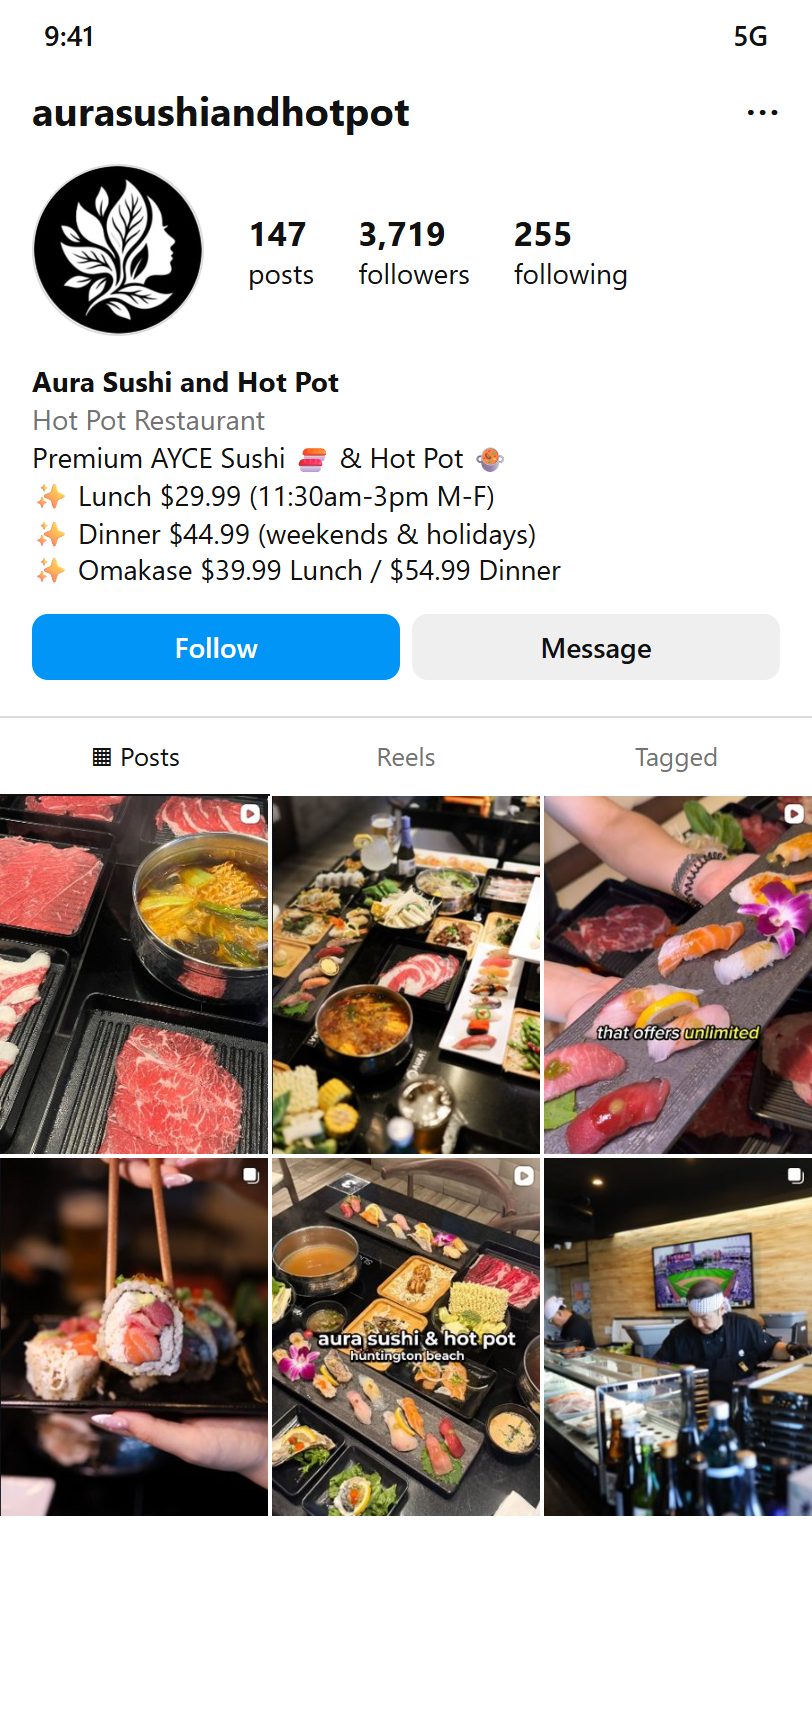 9:41 5G
aurasushiandhotpot ...
147 3,719 255
posts followers following
Aura Sushi and Hot Pot
Hot Pot Restaurant
Premium AYCE Sushi 🍣 & Hot Pot 🍲
✨ Lunch $29.99 (11:30am-3pm M-F)
✨ Dinner $44.99 (weekends & holidays)
✨ Omakase $39.99 Lunch / $54.99 Dinner
Follow Message
▦ Posts Reels Tagged
that offers unlimited
aura sushi & hot pot
huntington beach